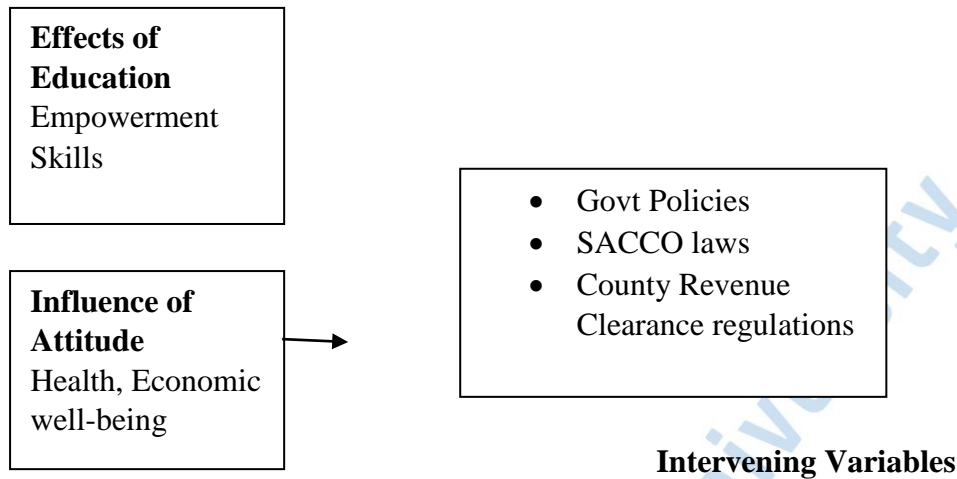 Effects of
Education
Empowerment
Skills
Influence of
Attitude
Health, Economic
well-being
• Govt Policies
• SACCO laws
• County Revenue
Clearance regulations
Intervening Variables